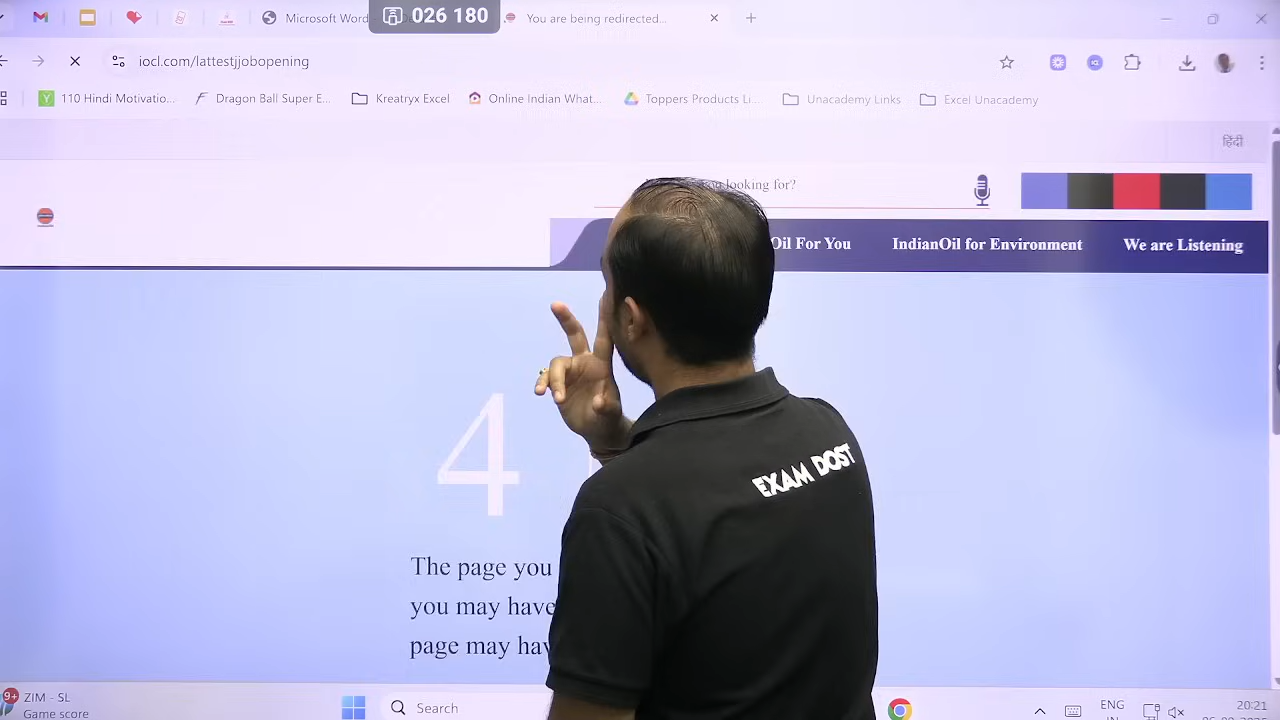 026 180
Microsoft Word
You are being redirected...
iocl.com/lattestjjobopening
110 Hindi Motivatio...
Dragon Ball Super E...
Kreatryx Excel
Online Indian What...
Toppers Products Li...
Unacademy Links
Excel Unacademy
हिंदी
looking for?
Oil For You
IndianOil for Environment
We are Listening
4
EXAM DOST
The page you
you may have
page may hav
9+
ZIM - SL
Game score
Search
ENG
IN
20:21